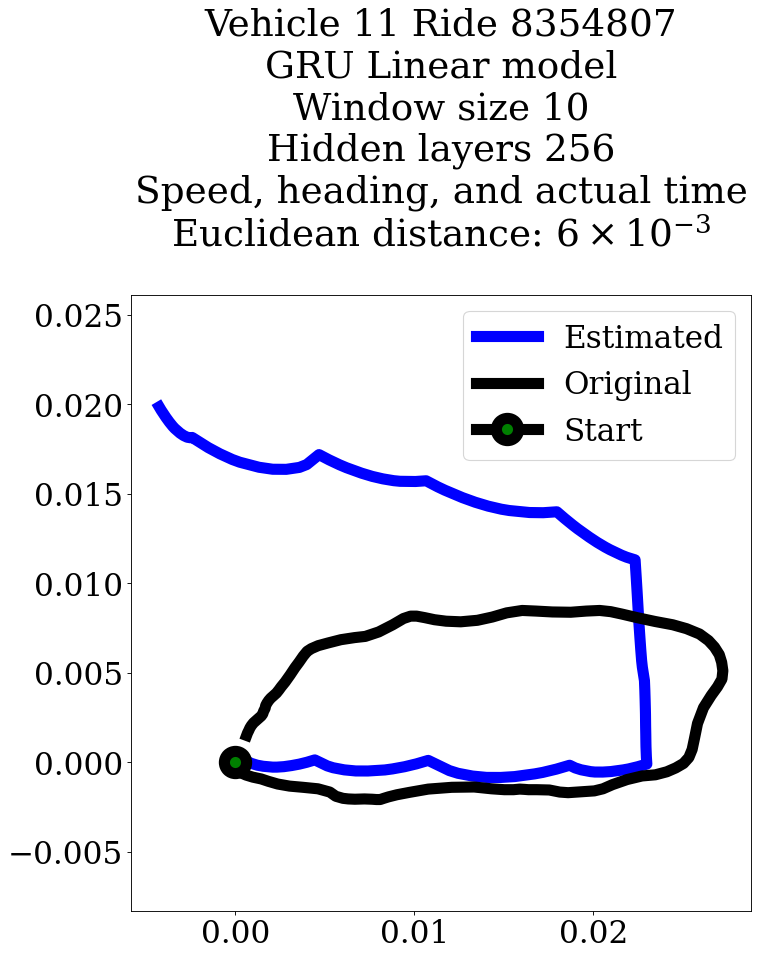 Vehicle 11 Ride 8354807
GRU Linear model
Window size 10
Hidden layers 256
Speed, heading, and actual time
Euclidean distance: 6 × 10⁻³
0.025
0.020
0.015
0.010
0.005
0.000
−0.005
Estimated
Original
Start
0.00 0.01 0.02